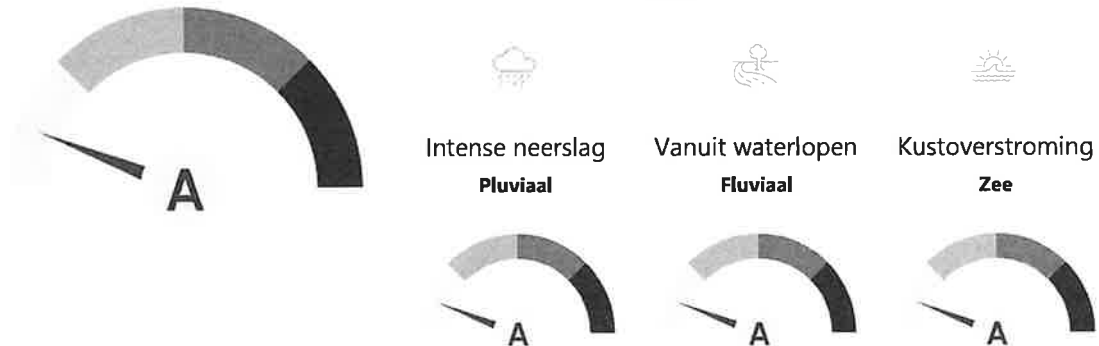 A
Intense neerslag
Pluviaal
A
Vanuit waterlopen
Fluviaal
A
Kustoverstroming
Zee
A